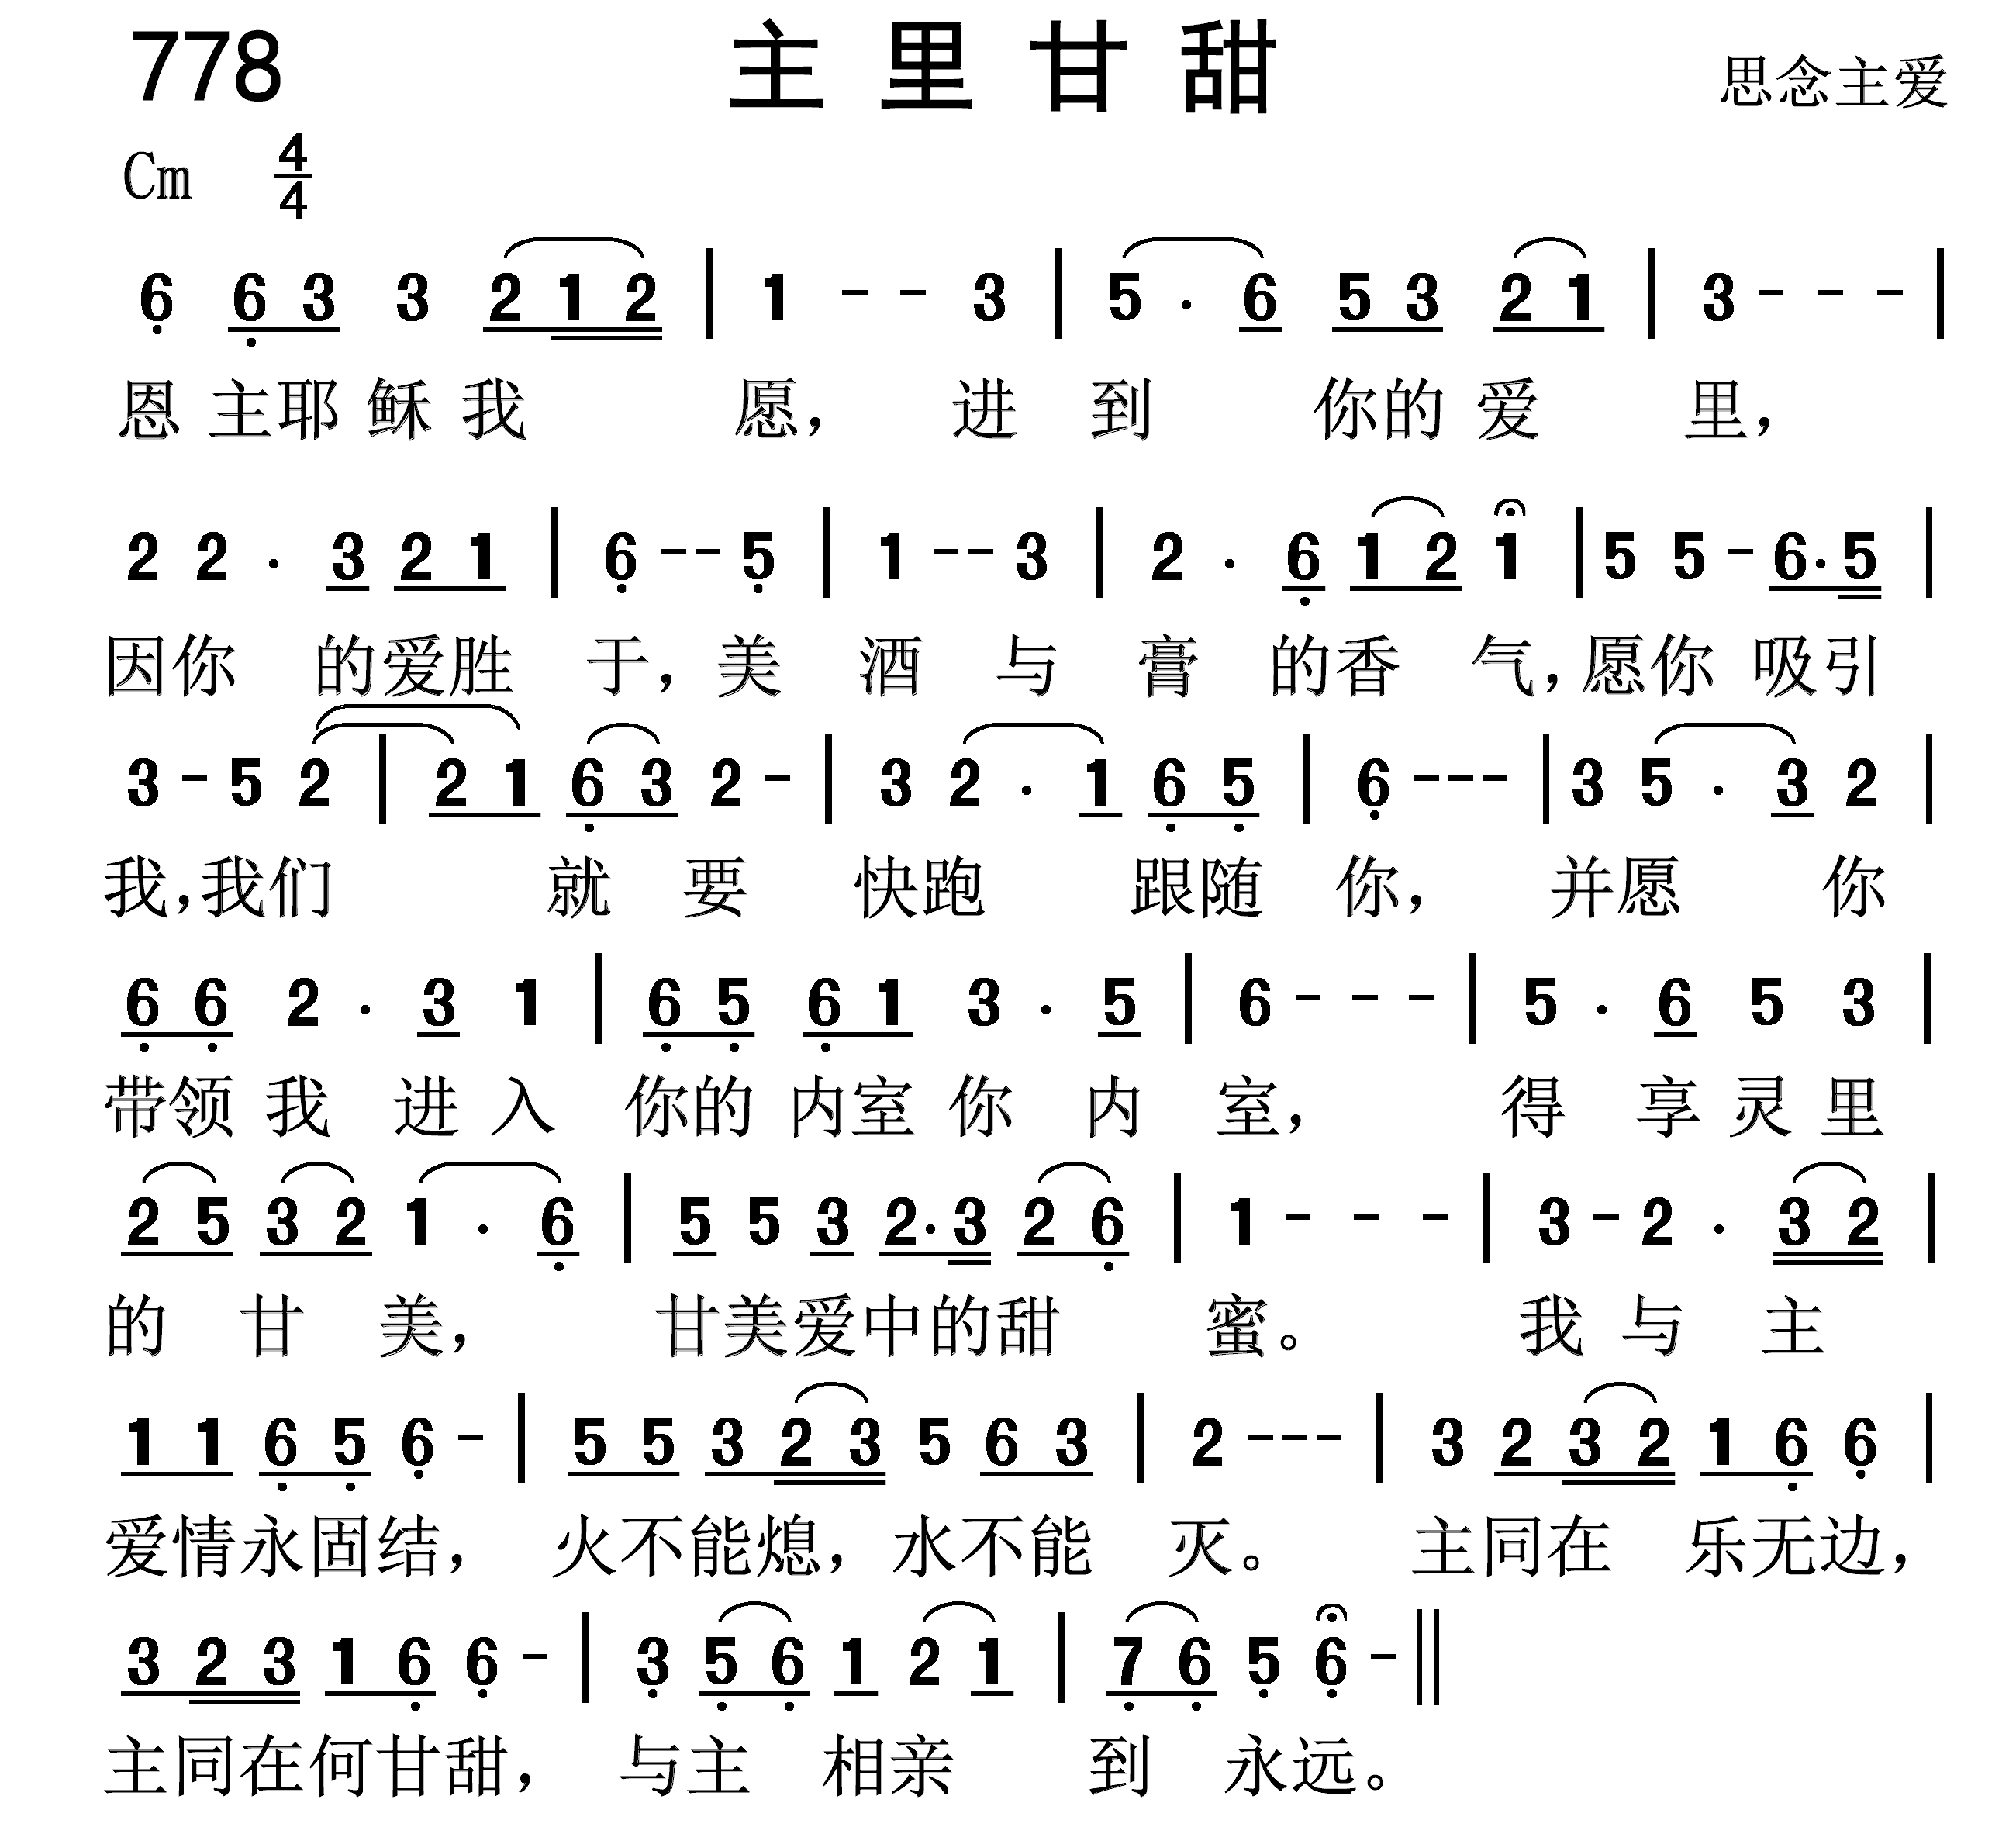 778 主里甘甜 思念主爱
Cm 4/4
6 6 3 3 2 1 2 | 1 - - 3 | 5 . 6 5 3 2 1 | 3 - - - |
恩主耶稣我愿，进到你的爱里，
2 2 . 3 2 1 | 6 - - 5 | 1 - - 3 | 2 . 6 1 2 1 | 5 5 - 6 . 5 |
因你的爱胜于，美酒与膏的香气，愿你吸引
3 - 5 2 | 2 1 6 3 2 - | 3 2 . 1 6 5 | 6 - - - | 3 5 . 3 2 |
我，我们就要快跑跟随你，并愿你
6 6 2 . 3 1 | 6 5 6 1 3 . 5 | 6 - - - | 5 . 6 5 3 |
带领我进入你的内室你内室，得享灵里
2 5 3 2 1 . 6 | 5 5 3 2 . 3 2 6 | 1 - - - | 3 - 2 . 3 2 |
的甘美，甘美爱中的甜蜜。我与主
1 1 6 5 6 - | 5 5 3 2 3 5 6 3 | 2 - - - | 3 2 3 2 1 6 6 |
爱情永固结，火不能熄，水不能灭。主同在乐无边，
3 2 3 1 6 6 - | 3 5 6 1 2 1 | 7 6 5 6 - ||
主同在何甘甜，与主相亲到永远。